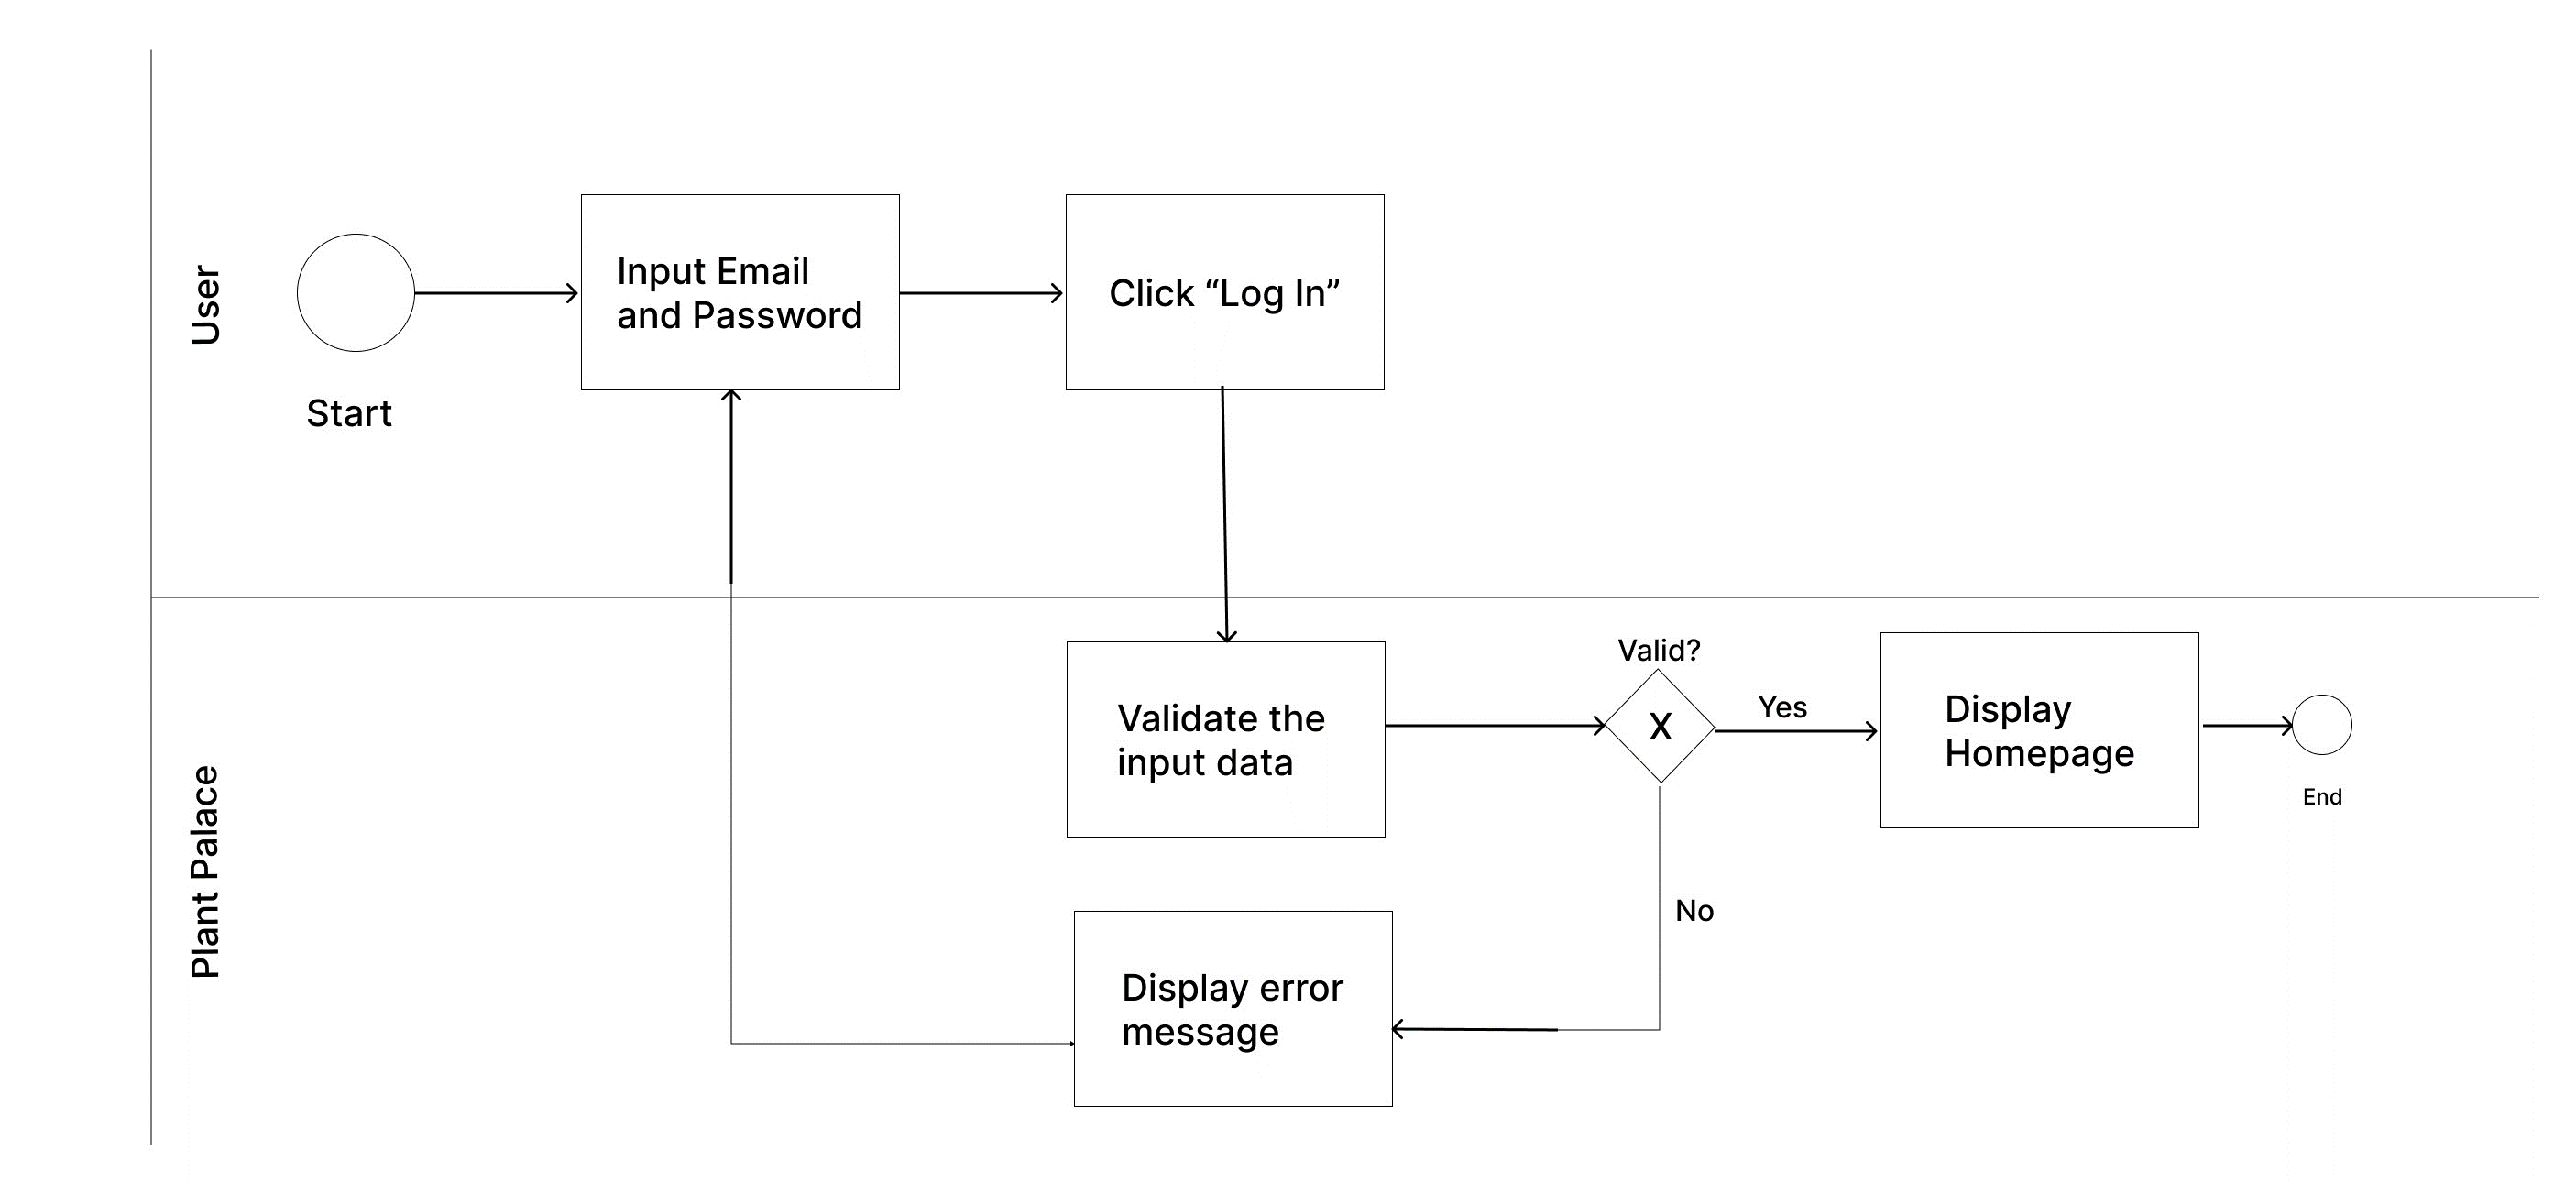 User
Start
Input Email
and Password
Click “Log In”
Plant Palace
Validate the
input data
Valid?
X
Yes
No
Display
Homepage
End
Display error
message